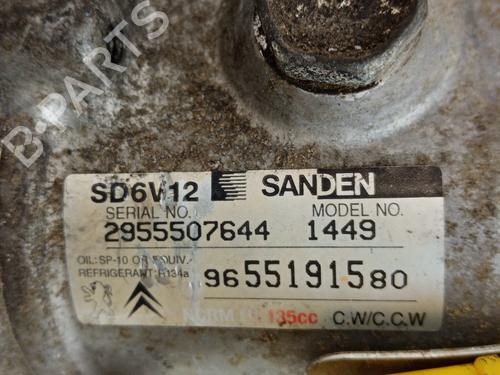 B-PARTS
SD6V12 SANDEN
SERIAL NO. MODEL NO.
2955507644 1449
OIL: SP-10 OR EQUIV.
REFRIGERANT: R134a
9655191580
135cc C.W/C.C.W